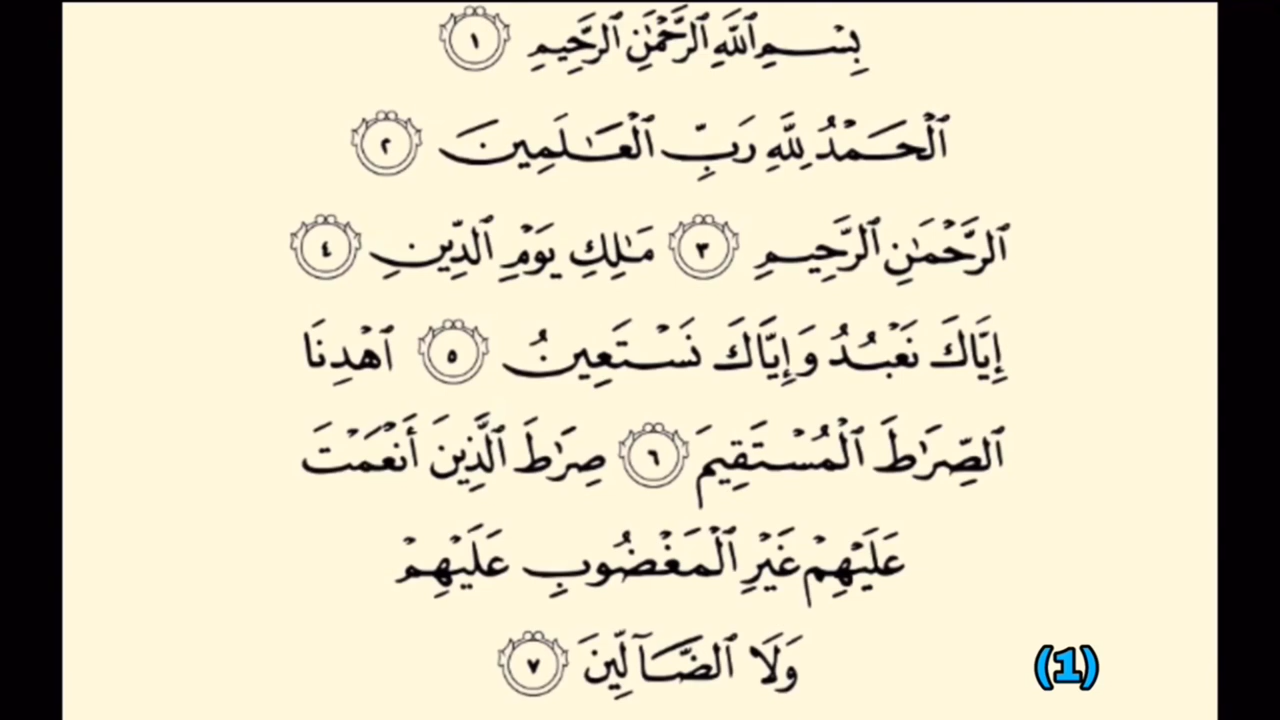 بِسْمِ ٱللَّهِ ٱلرَّحْمَٰنِ ٱلرَّحِيمِ ١
ٱلْحَمْدُ لِلَّهِ رَبِّ ٱلْعَٰلَمِينَ ٢
ٱلرَّحْمَٰنِ ٱلرَّحِيمِ ٣ مَٰلِكِ يَوْمِ ٱلدِّينِ ٤
إِيَّاكَ نَعْبُدُ وَإِيَّاكَ نَسْتَعِينُ ٥ ٱهْدِنَا
ٱلصِّرَٰطَ ٱلْمُسْتَقِيمَ ٦ صِرَٰطَ ٱلَّذِينَ أَنْعَمْتَ
عَلَيْهِمْ غَيْرِ ٱلْمَغْضُوبِ عَلَيْهِمْ
وَلَا ٱلضَّآلِّينَ ٧
(1)